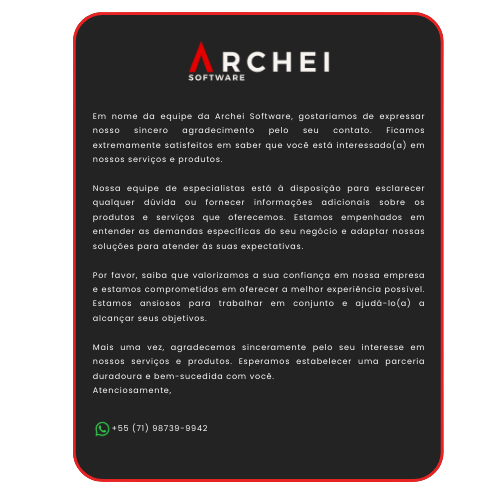 ARCHEI
SOFTWARE
Em nome da equipe da Archei Software, gostariamos de expressar
nosso sincero agradecimento pelo seu contato. Ficamos
extremamente satisfeitos em saber que você está interessado(a) em
nossos serviços e produtos.
Nossa equipe de especialistas está à disposição para esclarecer
qualquer dúvida ou fornecer informações adicionais sobre os
produtos e serviços que oferecemos. Estamos empenhados em
entender as demandas específicas do seu negócio e adaptar nossas
soluções para atender às suas expectativas.
Por favor, saiba que valorizamos a sua confiança em nossa empresa
e estamos comprometidos em oferecer a melhor experiência possível.
Estamos ansiosos para trabalhar em conjunto e ajudá-lo(a) a
alcançar seus objetivos.
Mais uma vez, agradecemos sinceramente pelo seu interesse em
nossos serviços e produtos. Esperamos estabelecer uma parceria
duradoura e bem-sucedida com você.
Atenciosamente,
+55 (71) 98739-9942